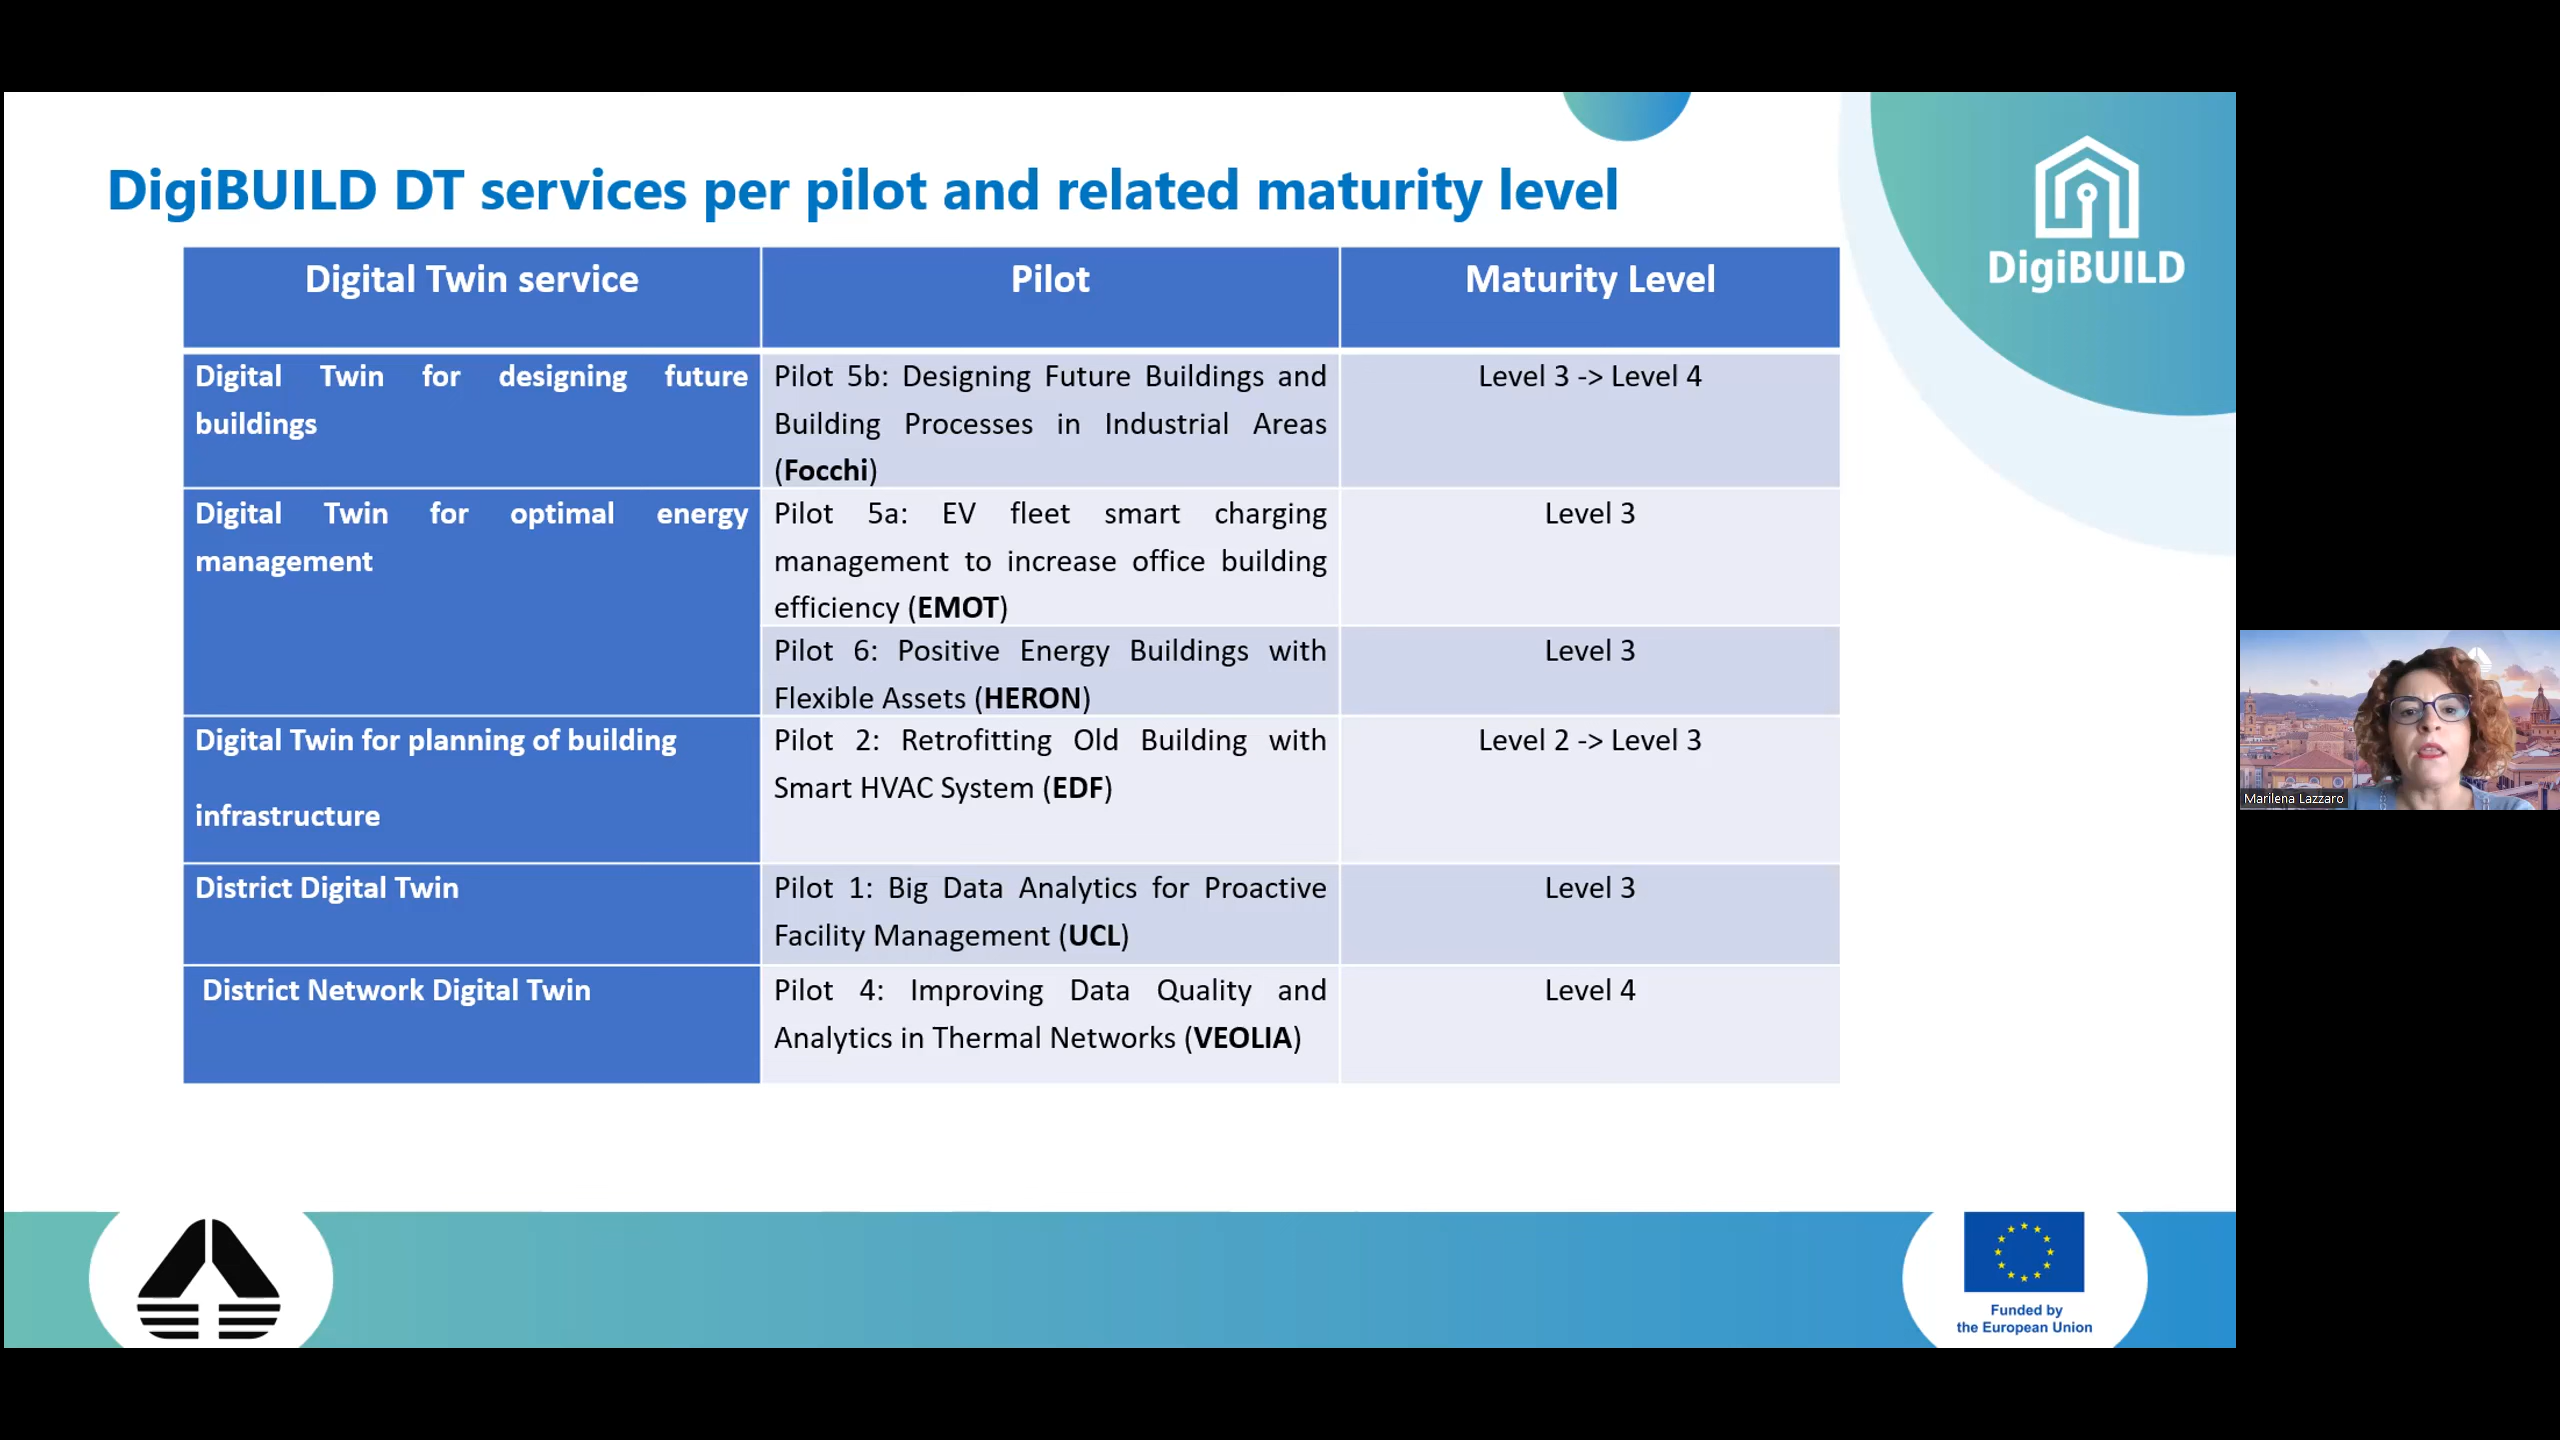 DigiBUILD DT services per pilot and related maturity level
DigiBUILD
Digital Twin service
Pilot
Maturity Level
Digital Twin for designing future
buildings
Pilot 5b: Designing Future Buildings and
Building Processes in Industrial Areas
(Focchi)
Level 3 -> Level 4
Digital Twin for optimal energy
management
Pilot 5a: EV fleet smart charging
management to increase office building
efficiency (EMOT)
Level 3
Pilot 6: Positive Energy Buildings with
Flexible Assets (HERON)
Level 3
Digital Twin for planning of building
infrastructure
Pilot 2: Retrofitting Old Building with
Smart HVAC System (EDF)
Level 2 -> Level 3
District Digital Twin
Pilot 1: Big Data Analytics for Proactive
Facility Management (UCL)
Level 3
District Network Digital Twin
Pilot 4: Improving Data Quality and
Analytics in Thermal Networks (VEOLIA)
Level 4
Marilena Lazzaro
Funded by
the European Union